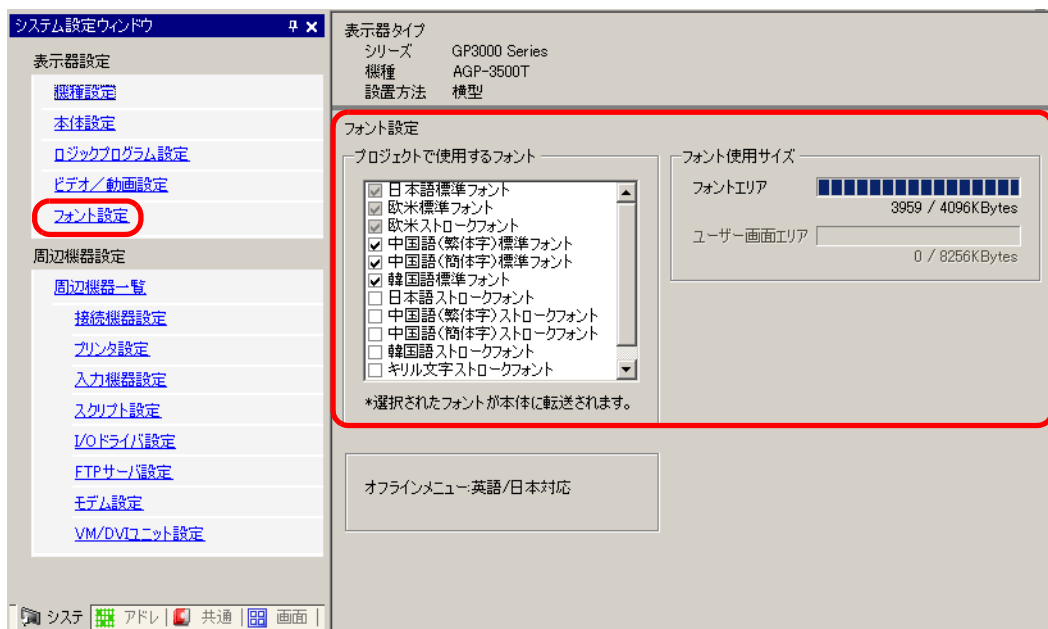 システム設定ウィンドウ
表示器設定
機種設定
本体設定
ロジックプログラム設定
ビデオ／動画設定
フォント設定
周辺機器設定
周辺機器一覧
接続機器設定
プリンタ設定
入力機器設定
スクリプト設定
I/Oドライバ設定
FTPサーバ設定
モデム設定
VM/DVIユニット設定
システ
アドレ
共通
画面
表示器タイプ
シリーズ GP3000 Series
機種 AGP-3500T
設置方法 横型
フォント設定
プロジェクトで使用するフォント
日本語標準フォント
欧米標準フォント
欧米ストロークフォント
中国語(繁体字)標準フォント
中国語(簡体字)標準フォント
韓国語標準フォント
日本語ストロークフォント
中国語(繁体字)ストロークフォント
中国語(簡体字)ストロークフォント
韓国語ストロークフォント
キリル文字ストロークフォント
*選択されたフォントが本体に転送されます。
フォント使用サイズ
フォントエリア
3959 / 4096KBytes
ユーザー画面エリア
0 / 8256KBytes
オフラインメニュー:英語/日本対応